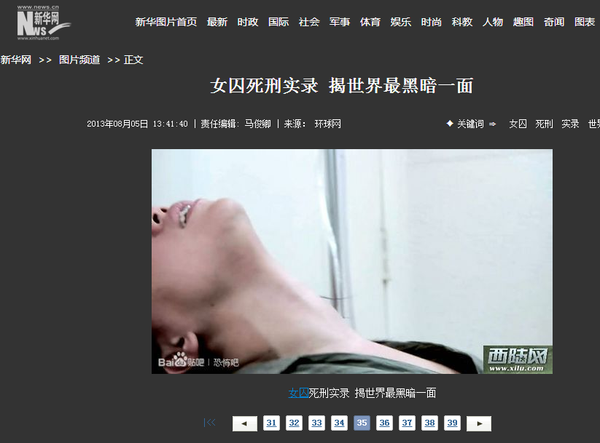 www.news.cn
新华网
News
www.xinhuanet.com
新华图片首页 最新 时政 国际 社会 军事 体育 娱乐 时尚 科教 人物 趣图 奇闻 图表
新华网 >> 图片频道 >> 正文
女囚死刑实录 揭世界最黑暗一面
2013年08月05日 13:41:40 | 责任编辑: 马俊卿 | 来源: 环球网
关键词 女囚 死刑 实录 世
Bai度贴吧 | 恐怖吧
西陆网
www.xilu.com
女囚死刑实录 揭世界最黑暗一面
|<< ◄ 31 32 33 34 35 36 37 38 39 ►